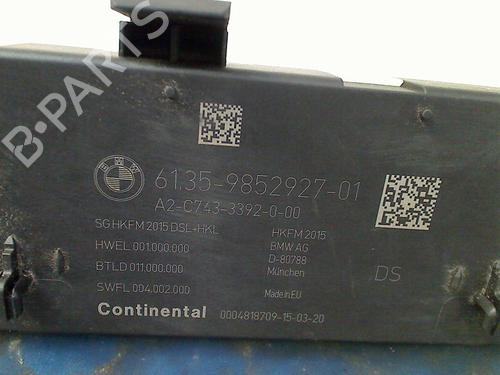 B-PARTS
61.35-9852927-01
A2-C743-3392-0-00
SG HKFM 2015 DSL+HKL
HKFM 2015
HWEL 001.000.000
BMW AG
D-80788
BTLD 011.000.000
München
DS
SWFL 004.002.000
Made in EU
Continental 0004818709-15-03-20